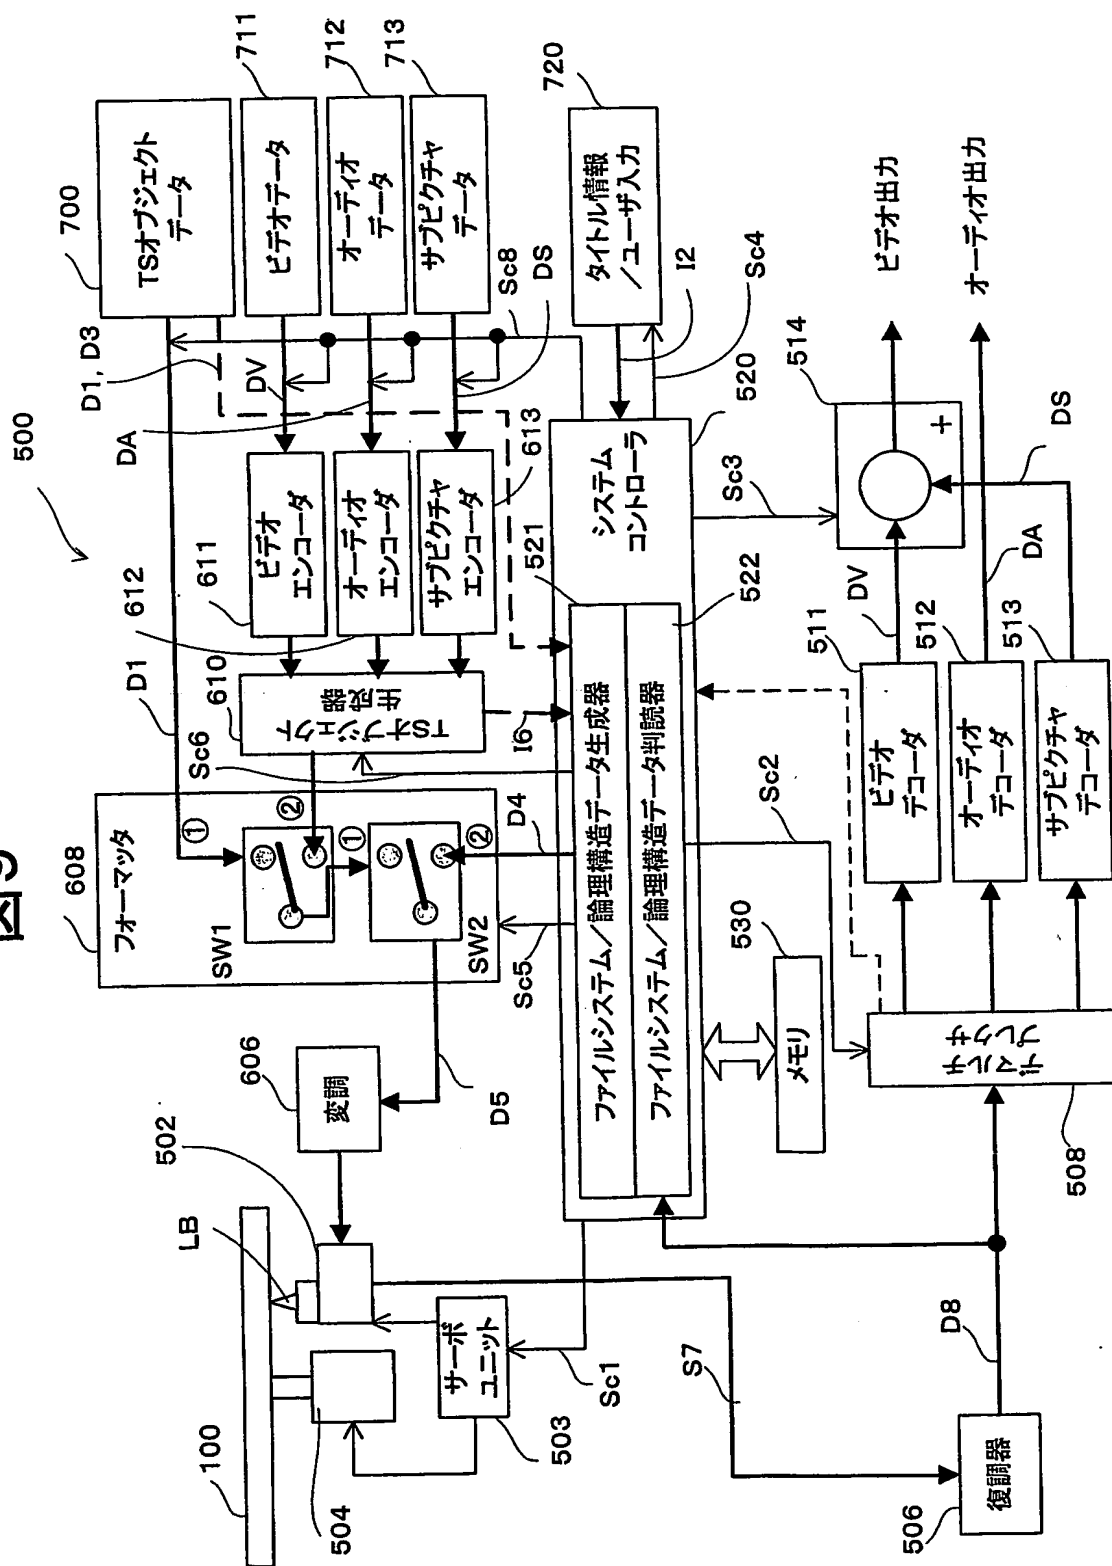 500
100
LB
502
504
サーボ
ユニット
503
Sc1
S7
復調器
506
D8
606
変調
D5
608
フォーマッタ
①
②
SW1
①
②
SW2
Sc5
D4
D1
Sc6
610
TSオブジェクト
生成器
I6
612
611
ビデオ
エンコーダ
オーディオ
エンコーダ
サブピクチャ
エンコーダ
613
DA
DV
DS
D1, D3
Sc8
700
TSオブジェクト
データ
711
ビデオデータ
712
オーディオ
データ
713
サブピクチャ
データ
720
タイトル情報
/ユーザ入力
I2
Sc4
520
システム
コントローラ
521
ファイルシステム/論理構造データ生成器
522
ファイルシステム/論理構造データ判読器
530
メモリ
Sc2
Sc3
508
デマルチ
プレクサ
511
ビデオ
デコーダ
512
オーディオ
デコーダ
513
サブピクチャ
デコーダ
DV
DA
DS
514
+
ビデオ出力
オーディオ出力